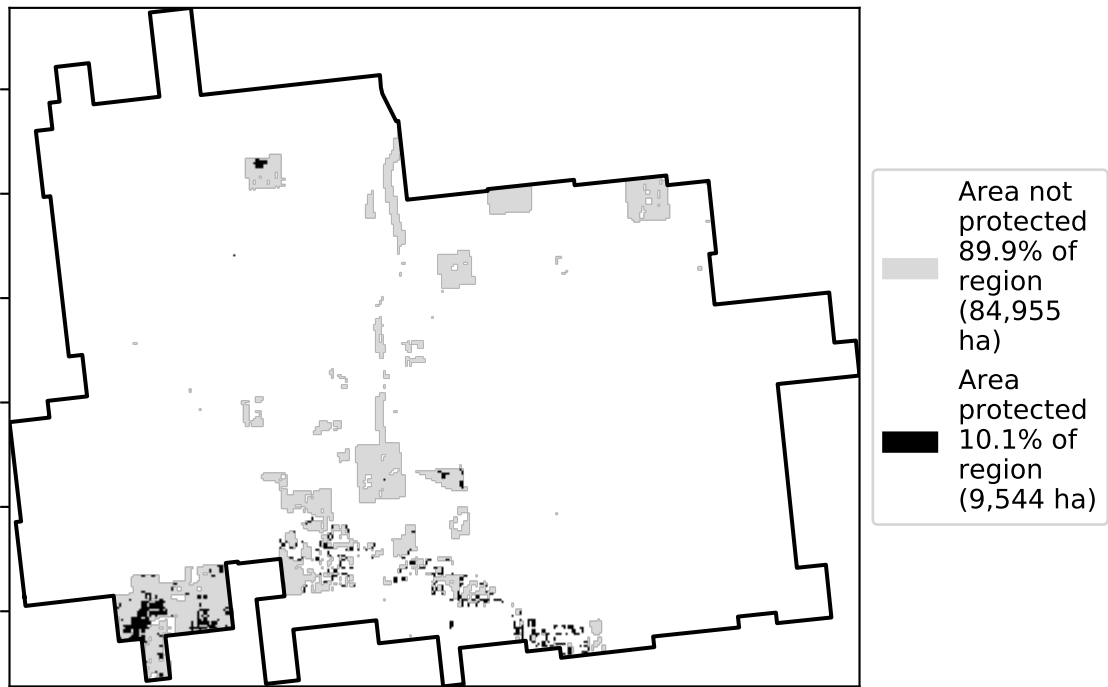 Area not
protected
89.9% of
region
(84,955
ha)
Area
protected
10.1% of
region
(9,544 ha)